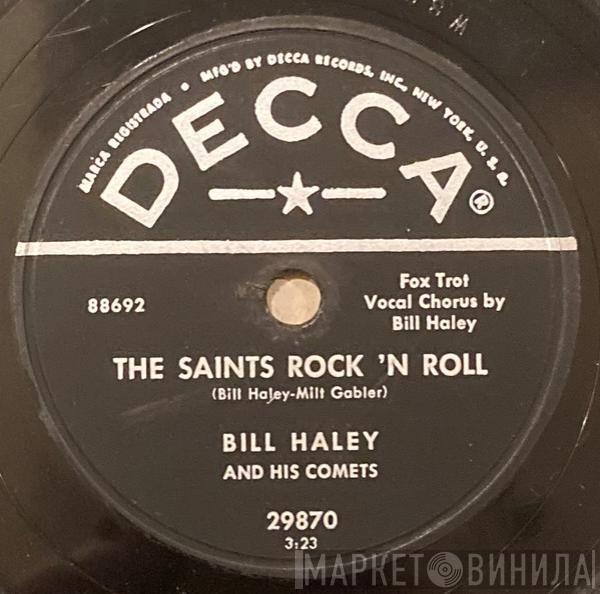 MARCA REGISTRADA • MFG'D BY DECCA RECORDS, INC., NEW YORK, U. S. A.
DECCA®
88692
Fox Trot
Vocal Chorus by
Bill Haley
THE SAINTS ROCK 'N ROLL
(Bill Haley-Milt Gabler)
BILL HALEY
AND HIS COMETS
29870
3:23
МАРКЕТ ВИНИЛА